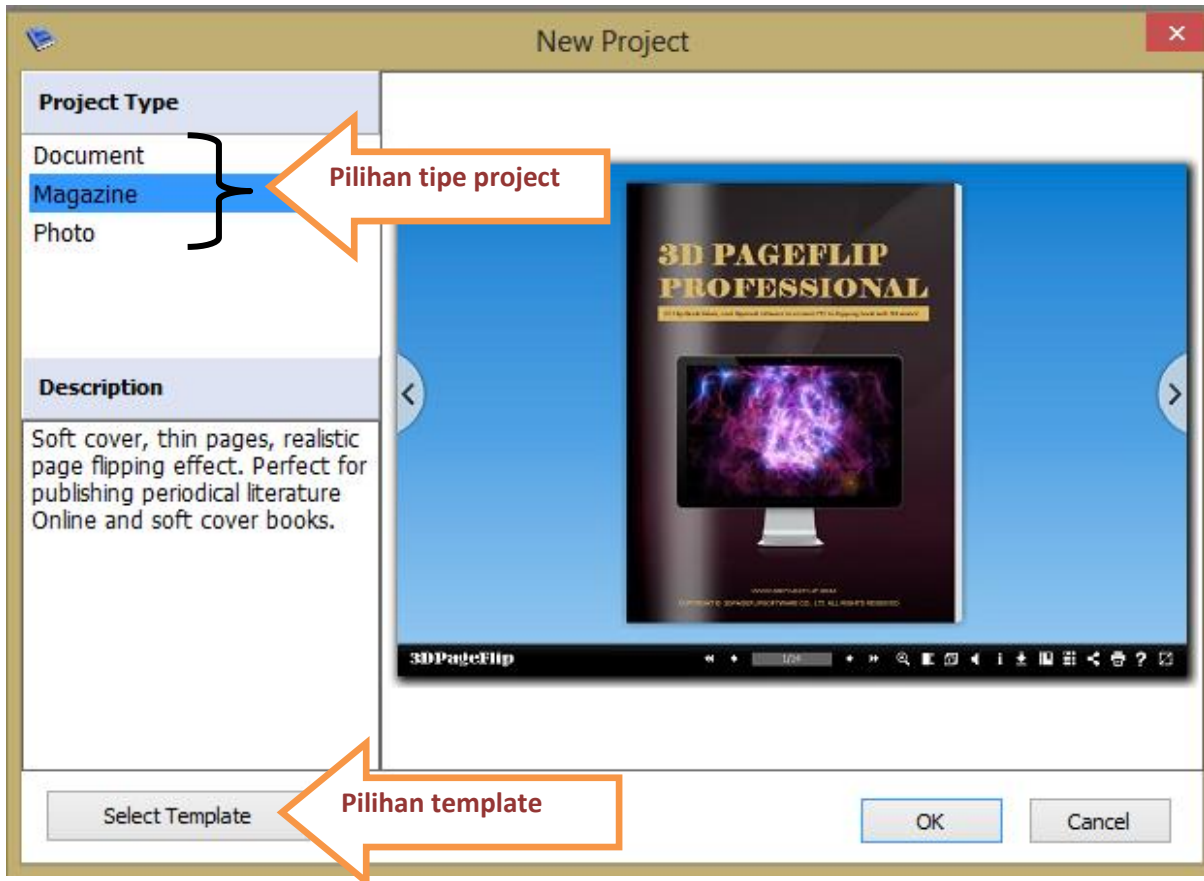 New Project
Project Type
Document
Magazine
Photo
Pilihan tipe project
3D PAGEFLIP
PROFESSIONAL
Description
Soft cover, thin pages, realistic
page flipping effect. Perfect for
publishing periodical literature
Online and soft cover books.
3DPageFlip
1/24
Select Template
Pilihan template
OK
Cancel